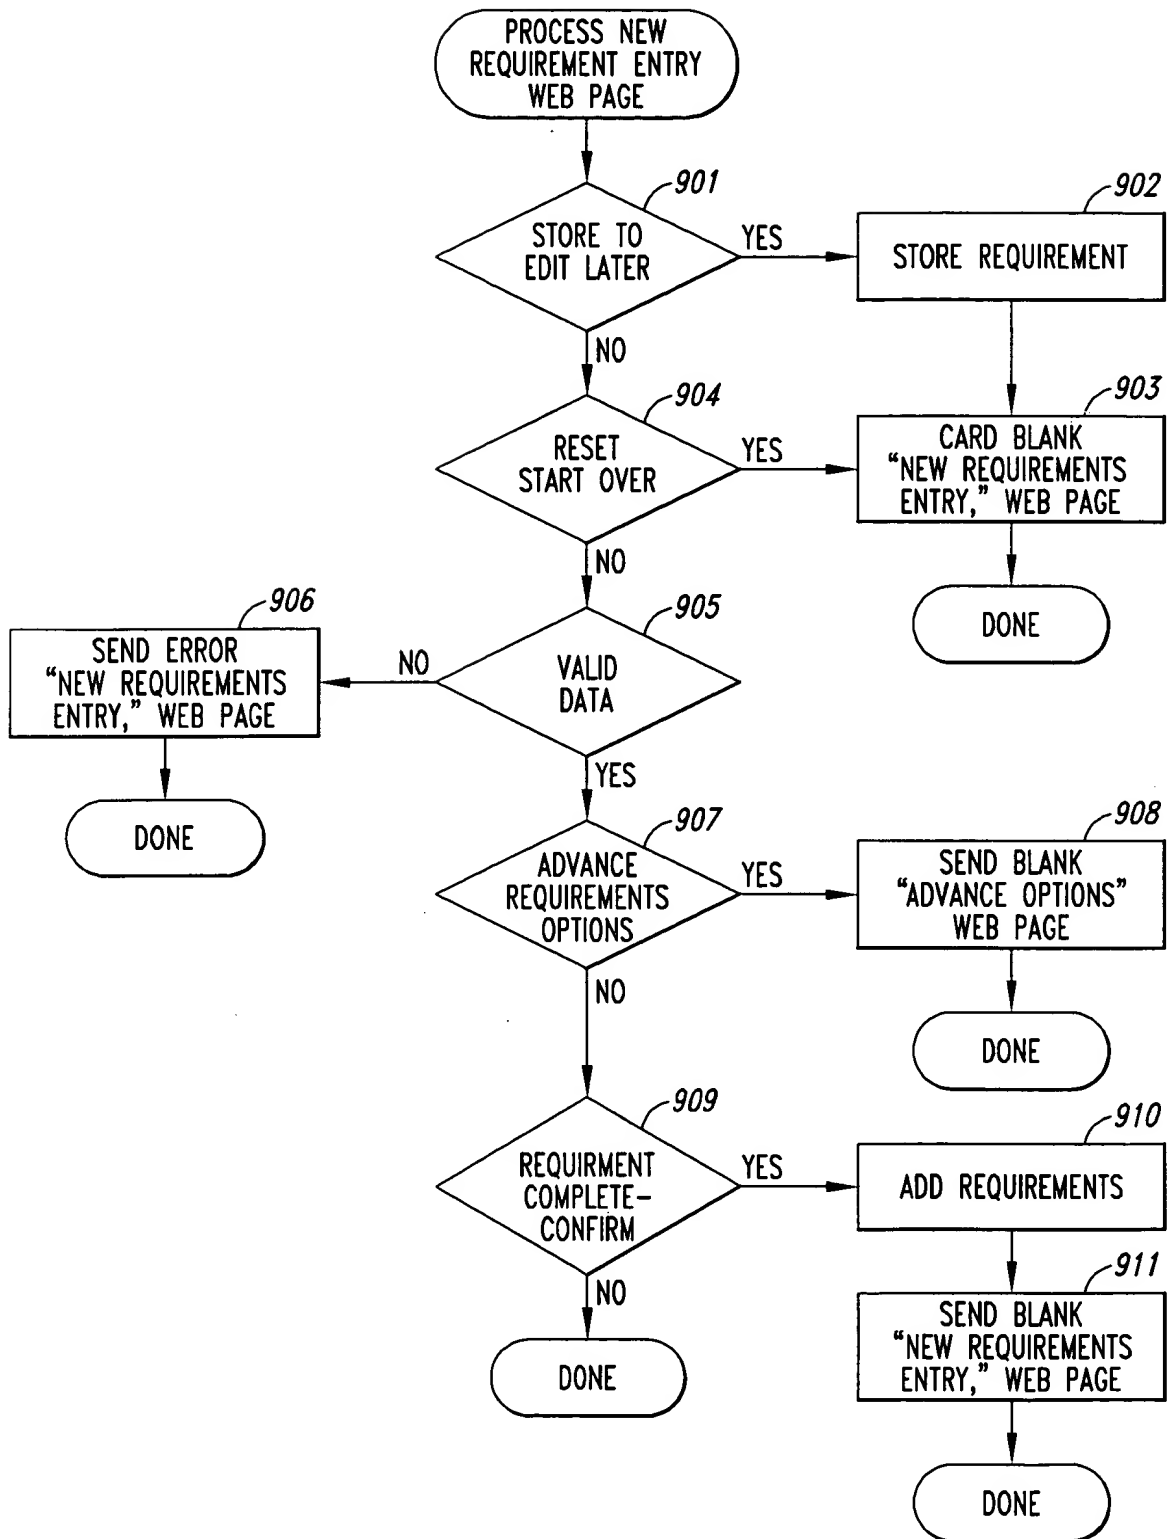 PROCESS NEW
REQUIREMENT ENTRY
WEB PAGE
901
STORE TO
EDIT LATER
YES
902
STORE REQUIREMENT
NO
904
RESET
START OVER
YES
903
CARD BLANK
“NEW REQUIREMENTS
ENTRY,” WEB PAGE
DONE
NO
905
VALID
DATA
NO
906
SEND ERROR
“NEW REQUIREMENTS
ENTRY,” WEB PAGE
DONE
YES
907
ADVANCE
REQUIREMENTS
OPTIONS
YES
908
SEND BLANK
“ADVANCE OPTIONS”
WEB PAGE
DONE
NO
909
REQUIRMENT
COMPLETE-
CONFIRM
YES
910
ADD REQUIREMENTS
911
SEND BLANK
“NEW REQUIREMENTS
ENTRY,” WEB PAGE
DONE
NO
DONE